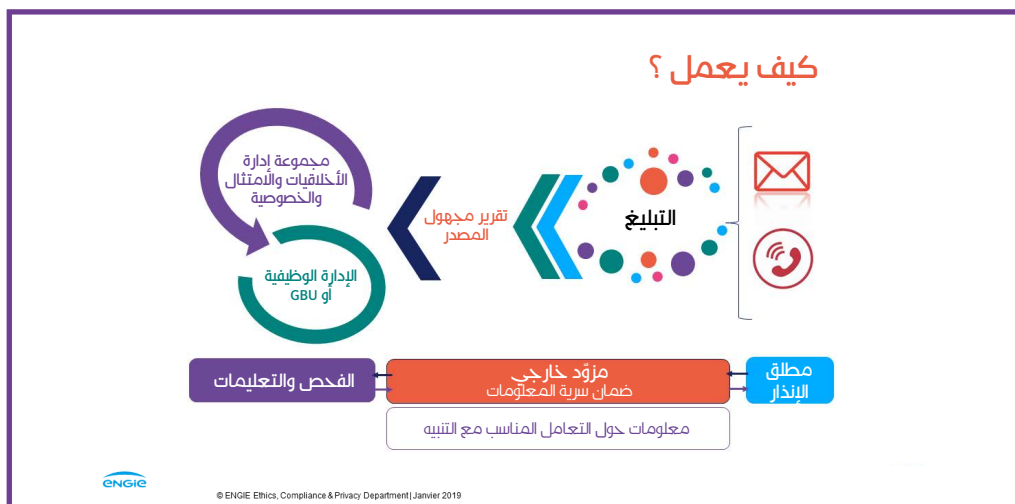 كيف يعمل ؟
التبليغ
تقرير مجهول
المصدر
مجموعة إدارة
الأخلاقيات والامتثال
والخصوصية
الإدارة الوظيفية
أو GBU
مطلق
الإنذار
مزوّد خارجي
ضمان سرية المعلومات
الفحص والتعليمات
معلومات حول التعامل المناسب مع التنبيه
ENGIE
© ENGIE Ethics, Compliance & Privacy Department| Janvier 2019